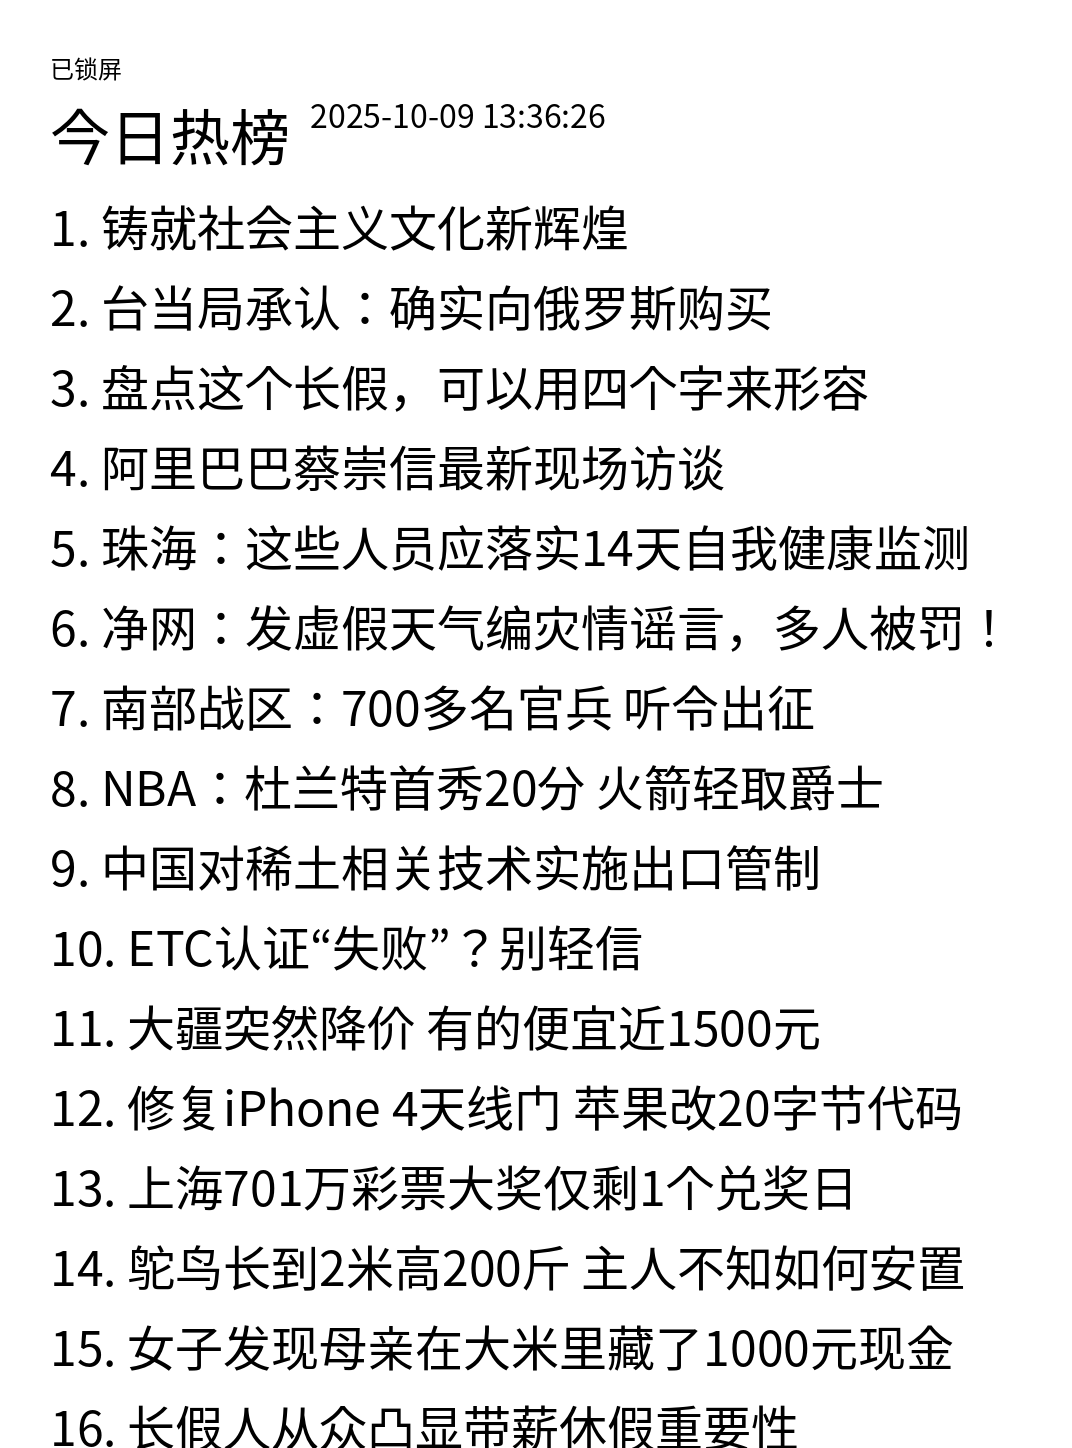 已锁屏
今日热榜 2025-10-09 13:36:26
1. 铸就社会主义文化新辉煌
2. 台当局承认：确实向俄罗斯购买
3. 盘点这个长假，可以用四个字来形容
4. 阿里巴巴蔡崇信最新现场访谈
5. 珠海：这些人员应落实14天自我健康监测
6. 净网：发虚假天气编灾情谣言，多人被罚！
7. 南部战区：700多名官兵 听令出征
8. NBA：杜兰特首秀20分 火箭轻取爵士
9. 中国对稀土相关技术实施出口管制
10. ETC认证“失败”？别轻信
11. 大疆突然降价 有的便宜近1500元
12. 修复iPhone 4天线门 苹果改20字节代码
13. 上海701万彩票大奖仅剩1个兑奖日
14. 鸵鸟长到2米高200斤 主人不知如何安置
15. 女子发现母亲在大米里藏了1000元现金
16. 长假人从众凸显带薪休假重要性